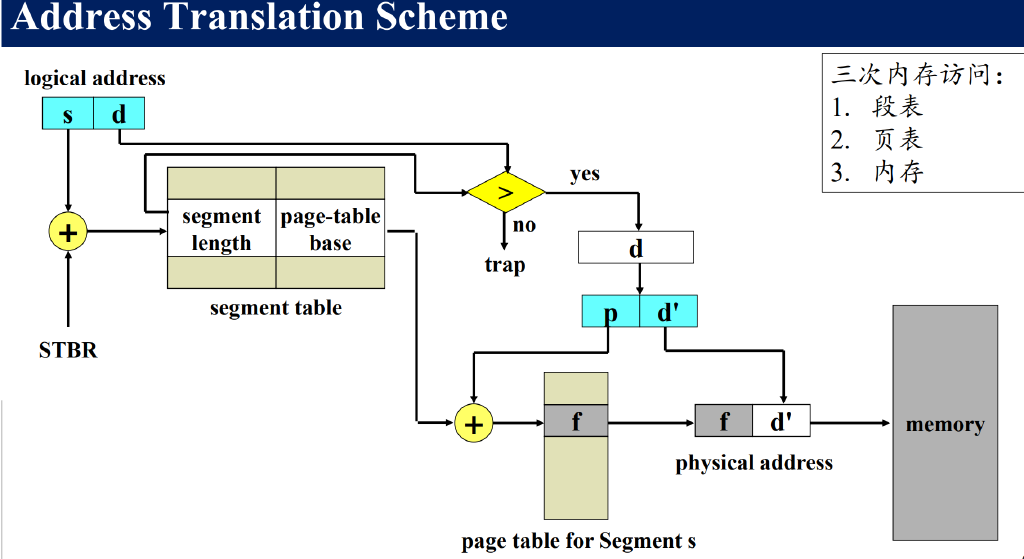 Address Translation Scheme
logical address
s d
三次内存访问：
1. 段表
2. 页表
3. 内存
segment length
page-table base
segment table
+
STBR
>
yes
no
trap
d
p d'
+
f
page table for Segment s
f d'
physical address
memory